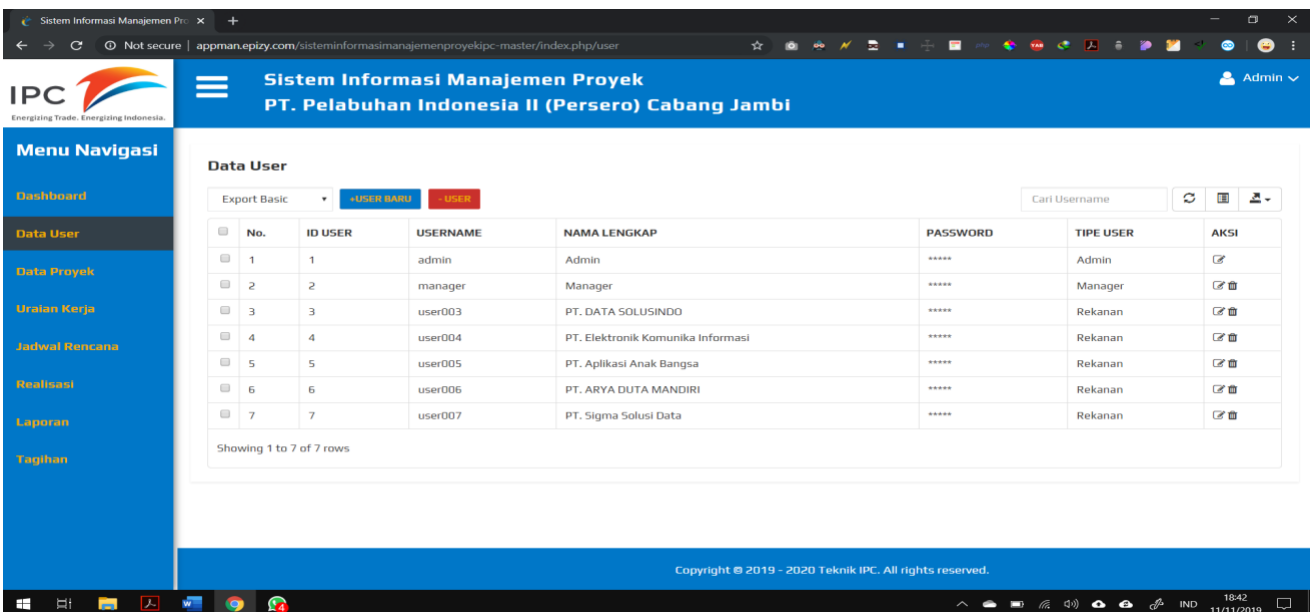 Sistem Informasi Manajemen Pro
Not secure | appman.epizy.com/sisteminformasimanajemenproyekipc-master/index.php/user
IPC
Energizing Trade. Energizing Indonesia.
Sistem Informasi Manajemen Proyek
PT. Pelabuhan Indonesia II (Persero) Cabang Jambi
Admin
Menu Navigasi
Dashboard
Data User
Data Proyek
Uraian Kerja
Jadwal Rencana
Realisasi
Laporan
Tagihan
Data User
Export Basic +USER BARU - USER Cari Username
No. ID USER USERNAME NAMA LENGKAP PASSWORD TIPE USER AKSI
1 1 admin Admin ***** Admin
2 2 manager Manager ***** Manager
3 3 user003 PT. DATA SOLUSINDO ***** Rekanan
4 4 user004 PT. Elektronik Komunika Informasi ***** Rekanan
5 5 user005 PT. Aplikasi Anak Bangsa ***** Rekanan
6 6 user006 PT. ARYA DUTA MANDIRI ***** Rekanan
7 7 user007 PT. Sigma Solusi Data ***** Rekanan
Showing 1 to 7 of 7 rows
Copyright © 2019 - 2020 Teknik IPC. All rights reserved.
4
IND
18:42
11/11/2019